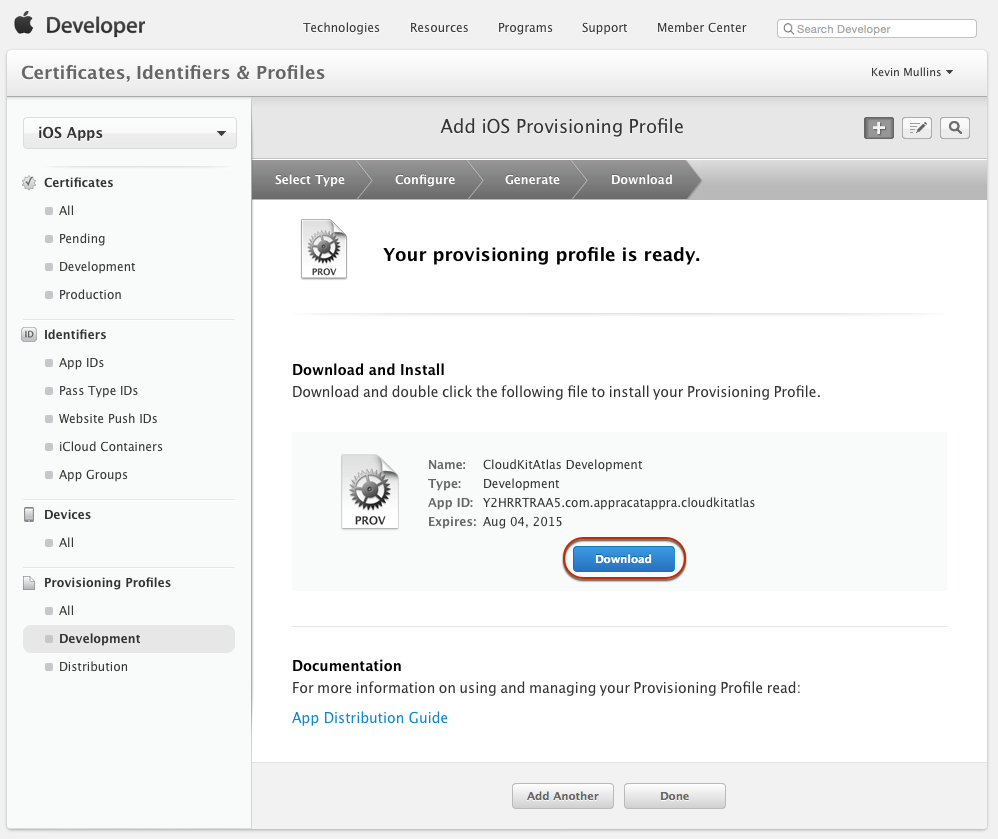 Developer
Technologies Resources Programs Support Member Center Search Developer
Certificates, Identifiers & Profiles
Kevin Mullins
iOS Apps
Certificates
All
Pending
Development
Production
ID Identifiers
App IDs
Pass Type IDs
Website Push IDs
iCloud Containers
App Groups
Devices
All
Provisioning Profiles
All
Development
Distribution
Add iOS Provisioning Profile
Select Type Configure Generate Download
PROV
Your provisioning profile is ready.
Download and Install
Download and double click the following file to install your Provisioning Profile.
PROV
Name: CloudKitAtlas Development
Type: Development
App ID: Y2HRRTRAA5.com.appracatappra.cloudkitatlas
Expires: Aug 04, 2015
Download
Documentation
For more information on using and managing your Provisioning Profile read:
App Distribution Guide
Add Another Done